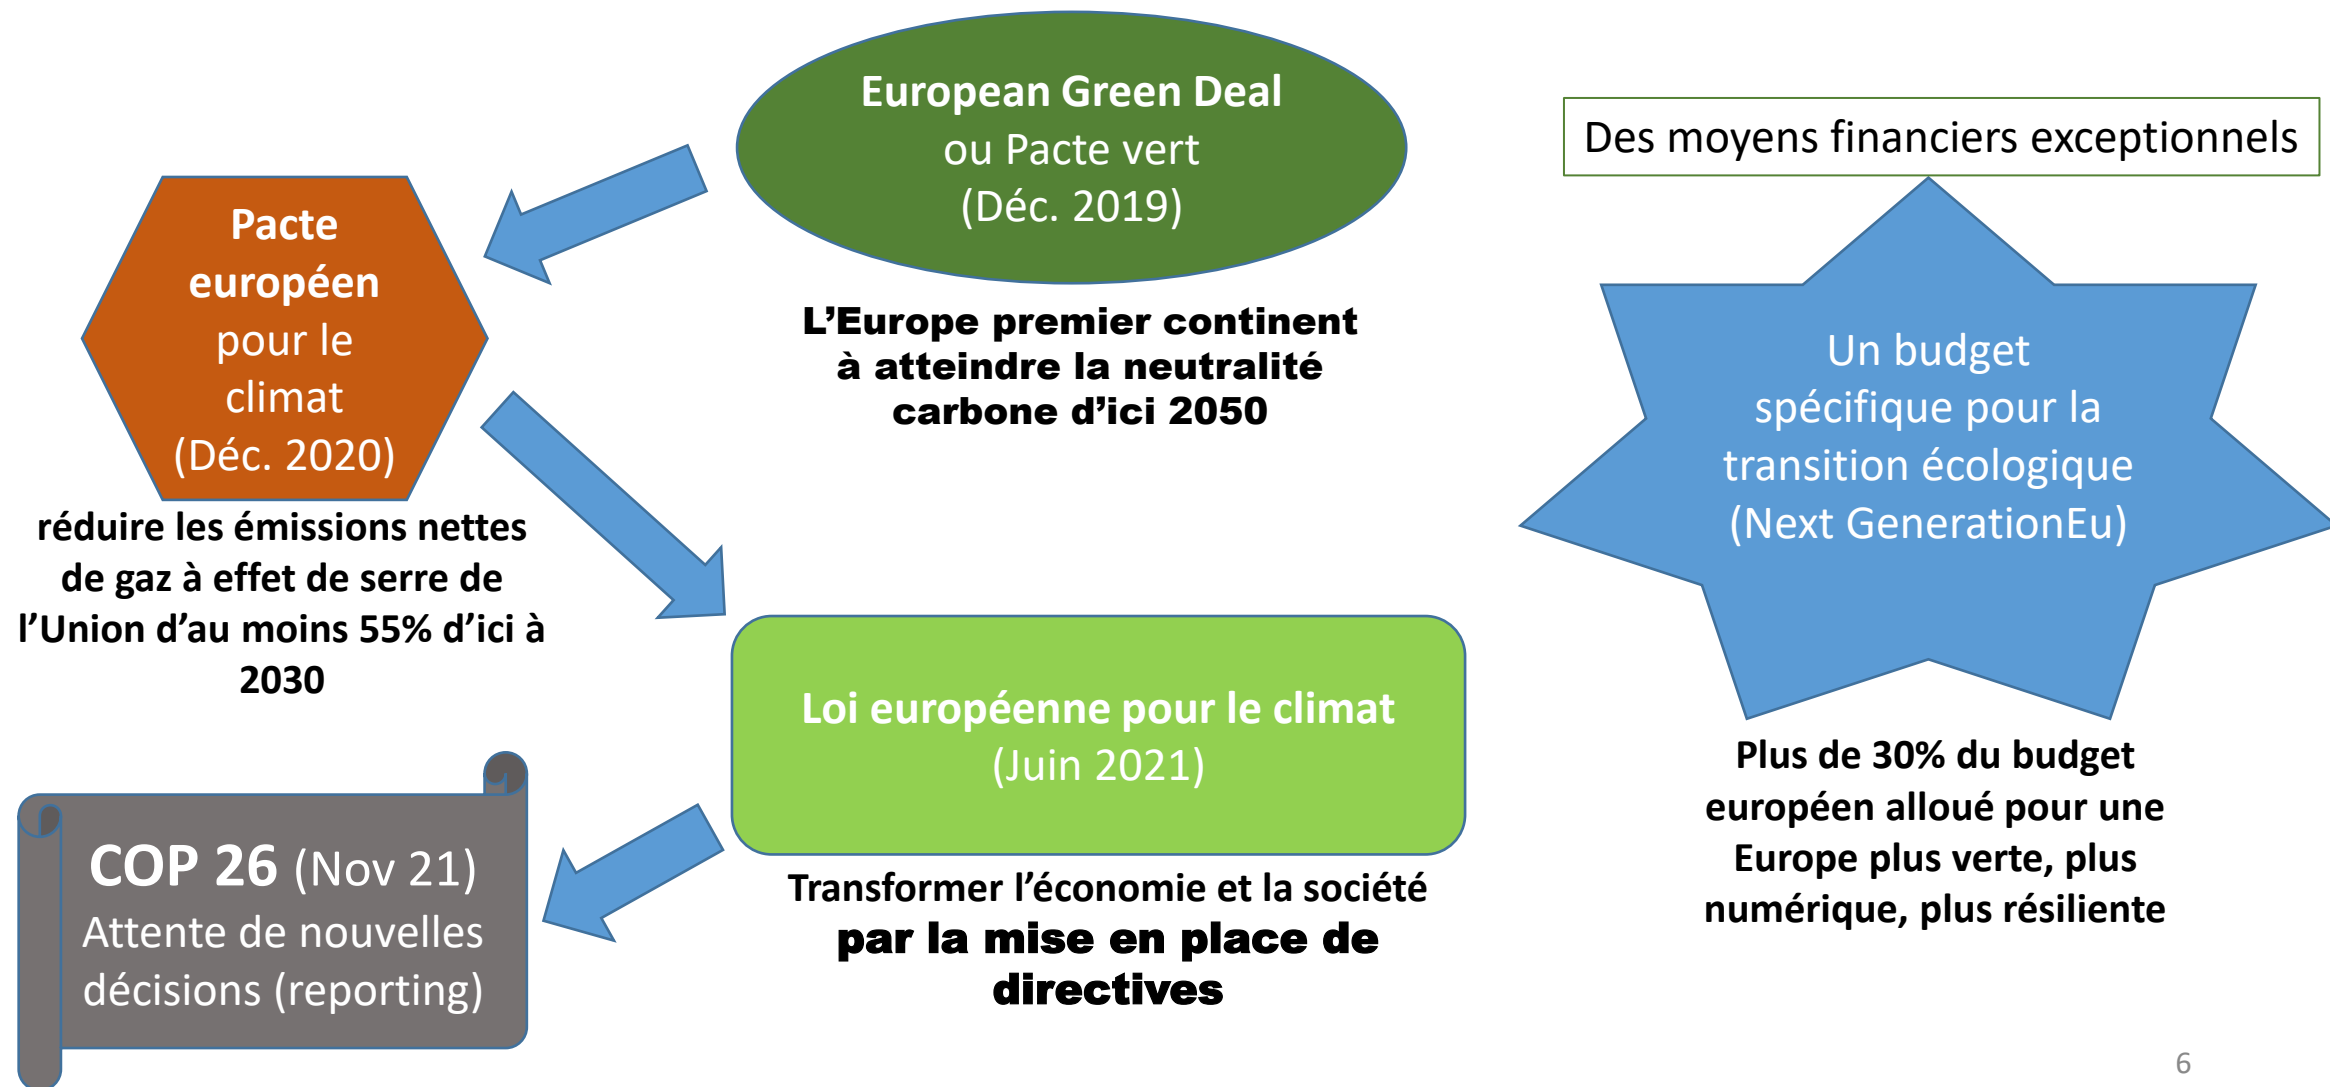 European Green Deal
ou Pacte vert
(Déc. 2019)
L’Europe premier continent
à atteindre la neutralité
carbone d’ici 2050
Pacte
européen
pour le
climat
(Déc. 2020)
réduire les émissions nettes
de gaz à effet de serre de
l’Union d’au moins 55% d’ici à
2030
Loi européenne pour le climat
(Juin 2021)
Transformer l’économie et la société
par la mise en place de
directives
COP 26 (Nov 21)
Attente de nouvelles
décisions (reporting)
Des moyens financiers exceptionnels
Un budget
spécifique pour la
transition écologique
(Next GenerationEu)
Plus de 30% du budget
européen alloué pour une
Europe plus verte, plus
numérique, plus résiliente
6